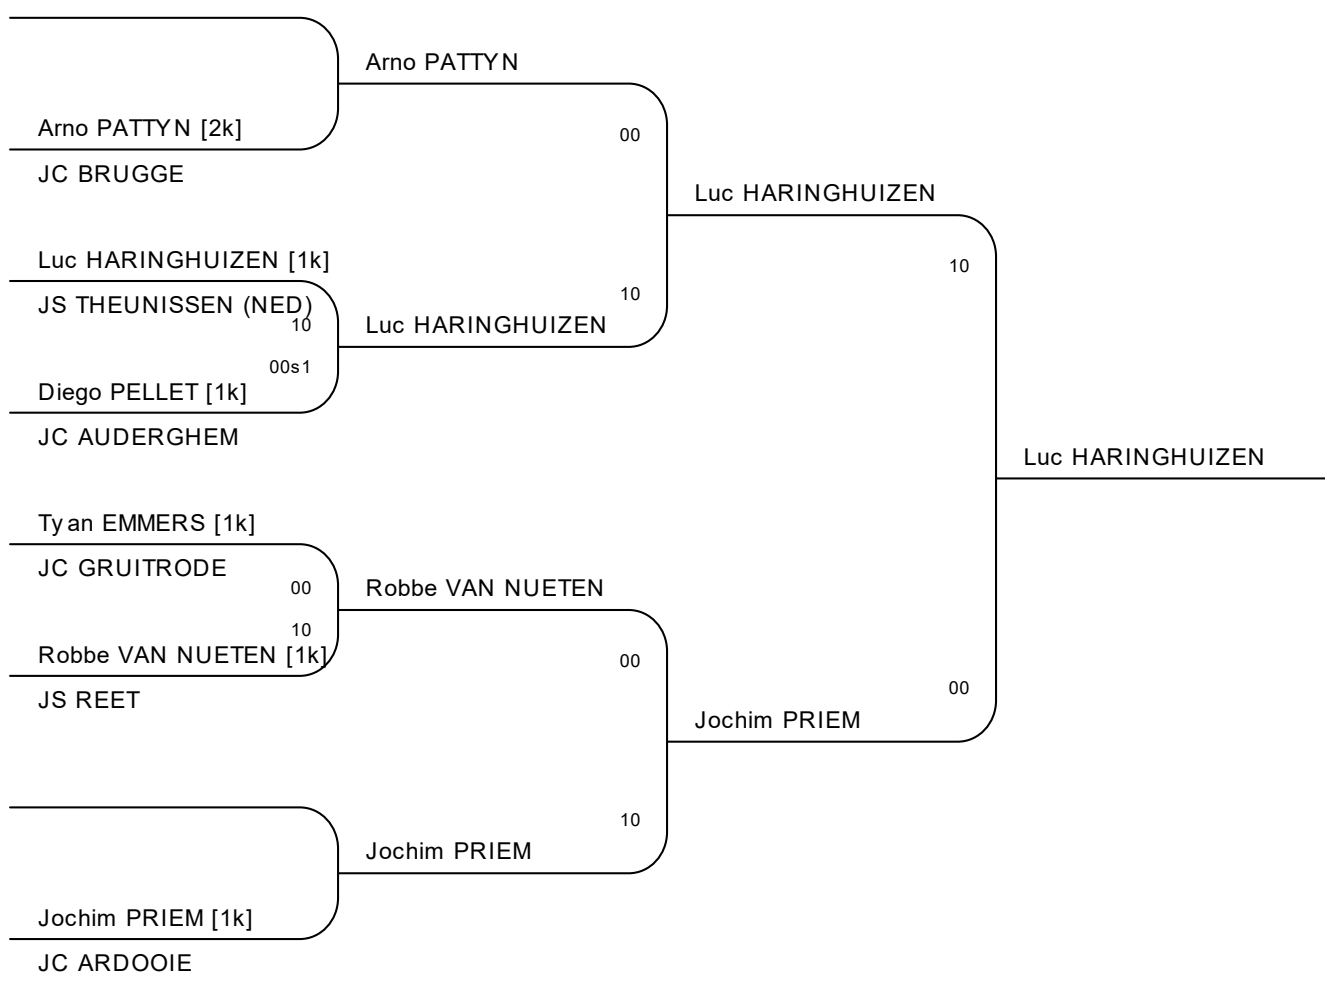 Arno PATTYN
Arno PATTYN [2k]
00
JC BRUGGE
Luc HARINGHUIZEN
Luc HARINGHUIZEN [1k]
10
10
JS THEUNISSEN (NED)
10
Luc HARINGHUIZEN
00s1
Diego PELLET [1k]
JC AUDERGHEM
Luc HARINGHUIZEN
Tyan EMMERS [1k]
JC GRUITRODE
00
Robbe VAN NUETEN
10
Robbe VAN NUETEN [1k]
00
00
JS REET
Jochim PRIEM
10
Jochim PRIEM
Jochim PRIEM [1k]
JC ARDOOIE